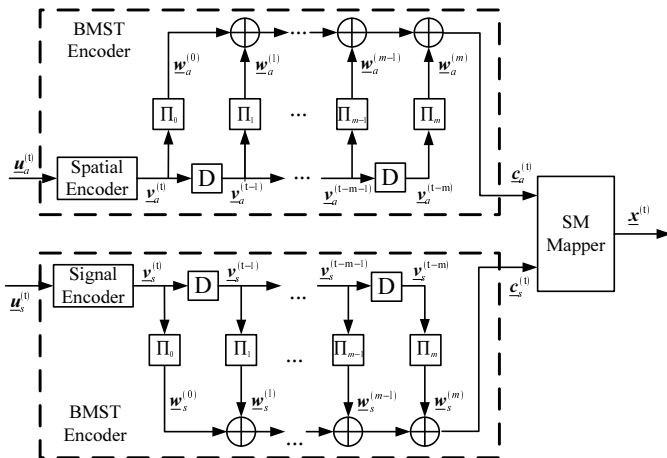 BMST
Encoder
w_a^(0) w_a^(1) ... w_a^(m-1) w_a^(m)
Π_0 Π_1 ... Π_m-1 Π_m
u_a^(t)
Spatial
Encoder
D ... D
v_a^(t) v_a^(t-1) v_a^(t-m-1) v_a^(t-m)
c_a^(t)
SM
Mapper
x^(t)
Signal
Encoder
v_s^(t) v_s^(t-1) v_s^(t-m-1) v_s^(t-m)
D ... D
u_s^(t)
c_s^(t)
Π_0 Π_1 ... Π_m-1 Π_m
w_s^(0) w_s^(1) w_s^(m-1) w_s^(m)
...
BMST
Encoder